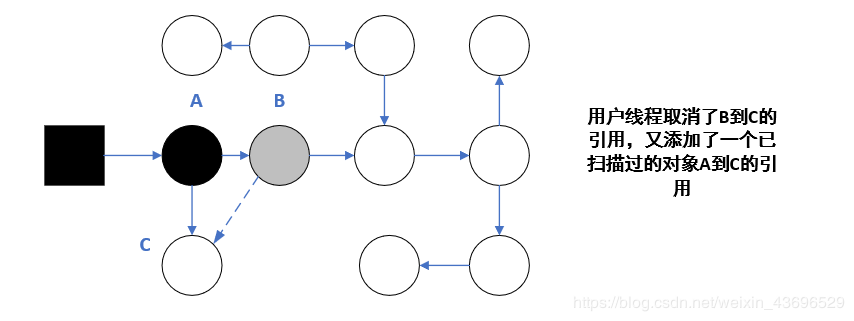 A
B
C
用户线程取消了B到C的
引用，又添加了一个已
扫描过的对象A到C的引
用
https://blog.csdn.net/weixin_43696529